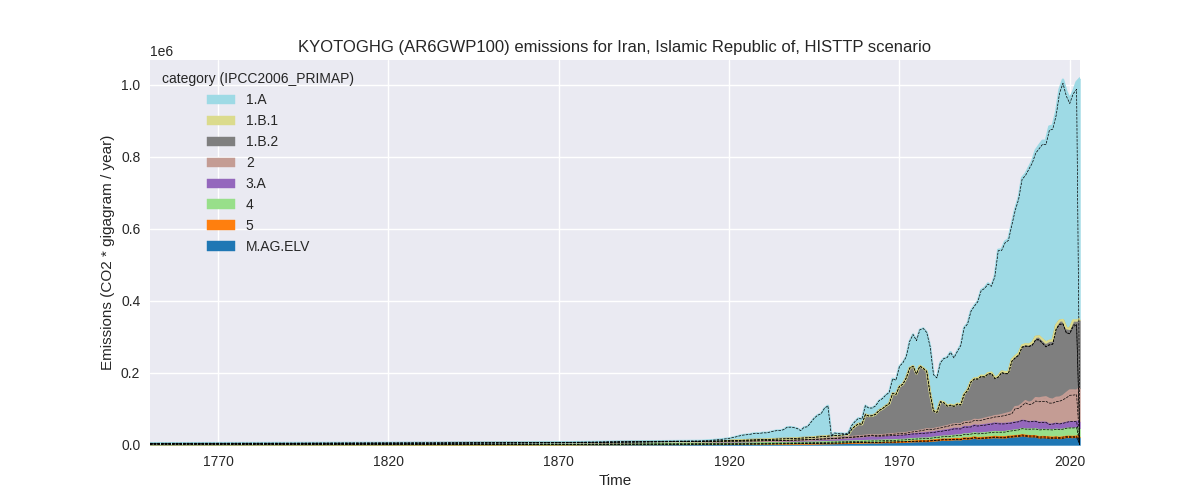 KYOTOGHG (AR6GWP100) emissions for Iran, Islamic Republic of, HISTTP scenario
1e6
category (IPCC2006_PRIMAP)
1.A
1.B.1
1.B.2
2
3.A
4
5
M.AG.ELV
Emissions (CO2 * gigagram / year)
1.0
0.8
0.6
0.4
0.2
0.0
1770
1820
1870
1920
1970
2020
Time